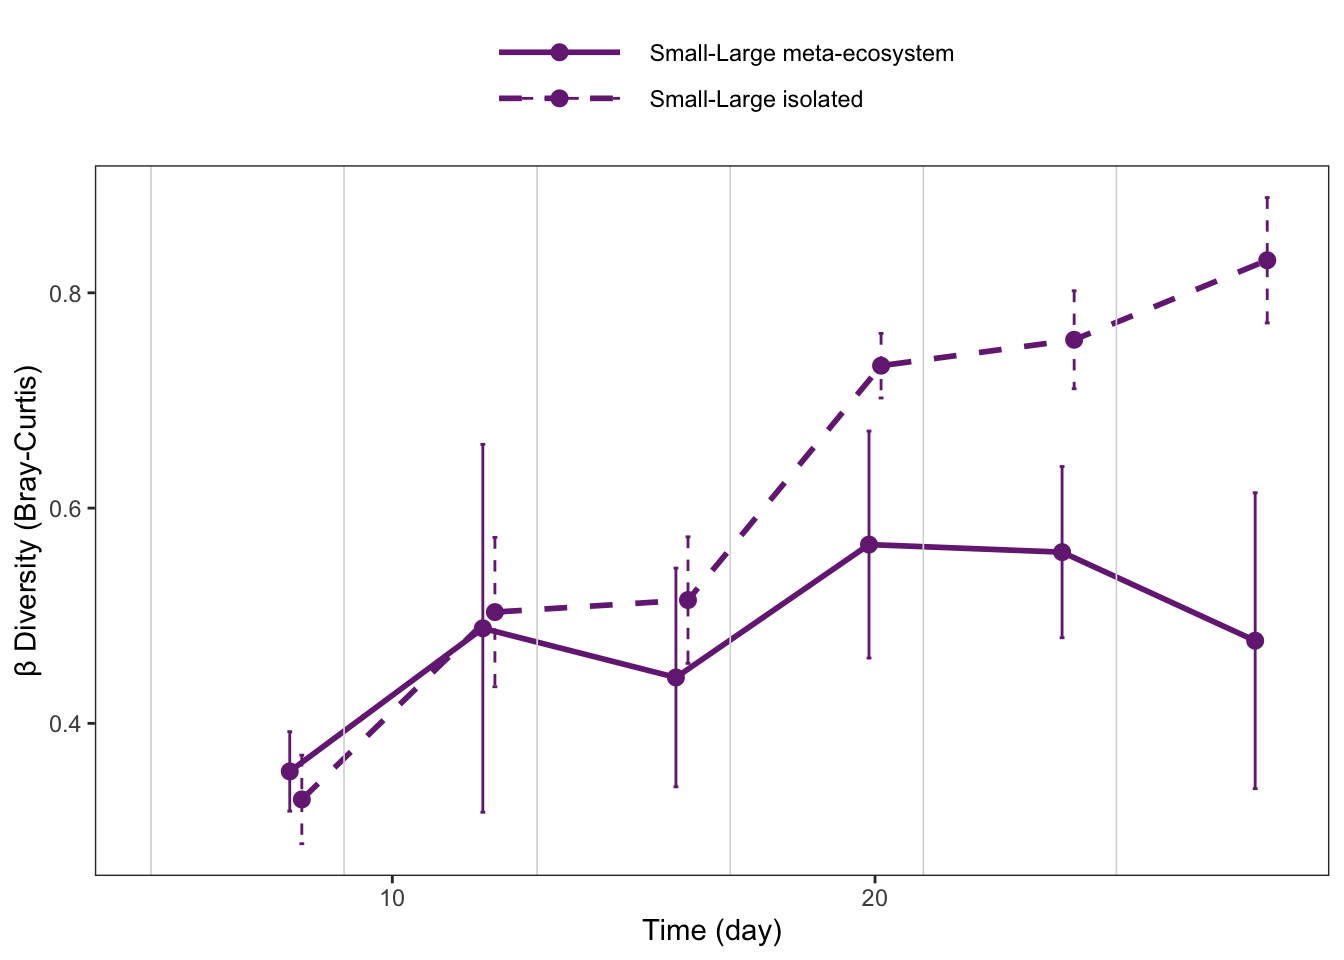 Small-Large meta-ecosystem
Small-Large isolated
β Diversity (Bray-Curtis)
0.8
0.6
0.4
10
20
Time (day)